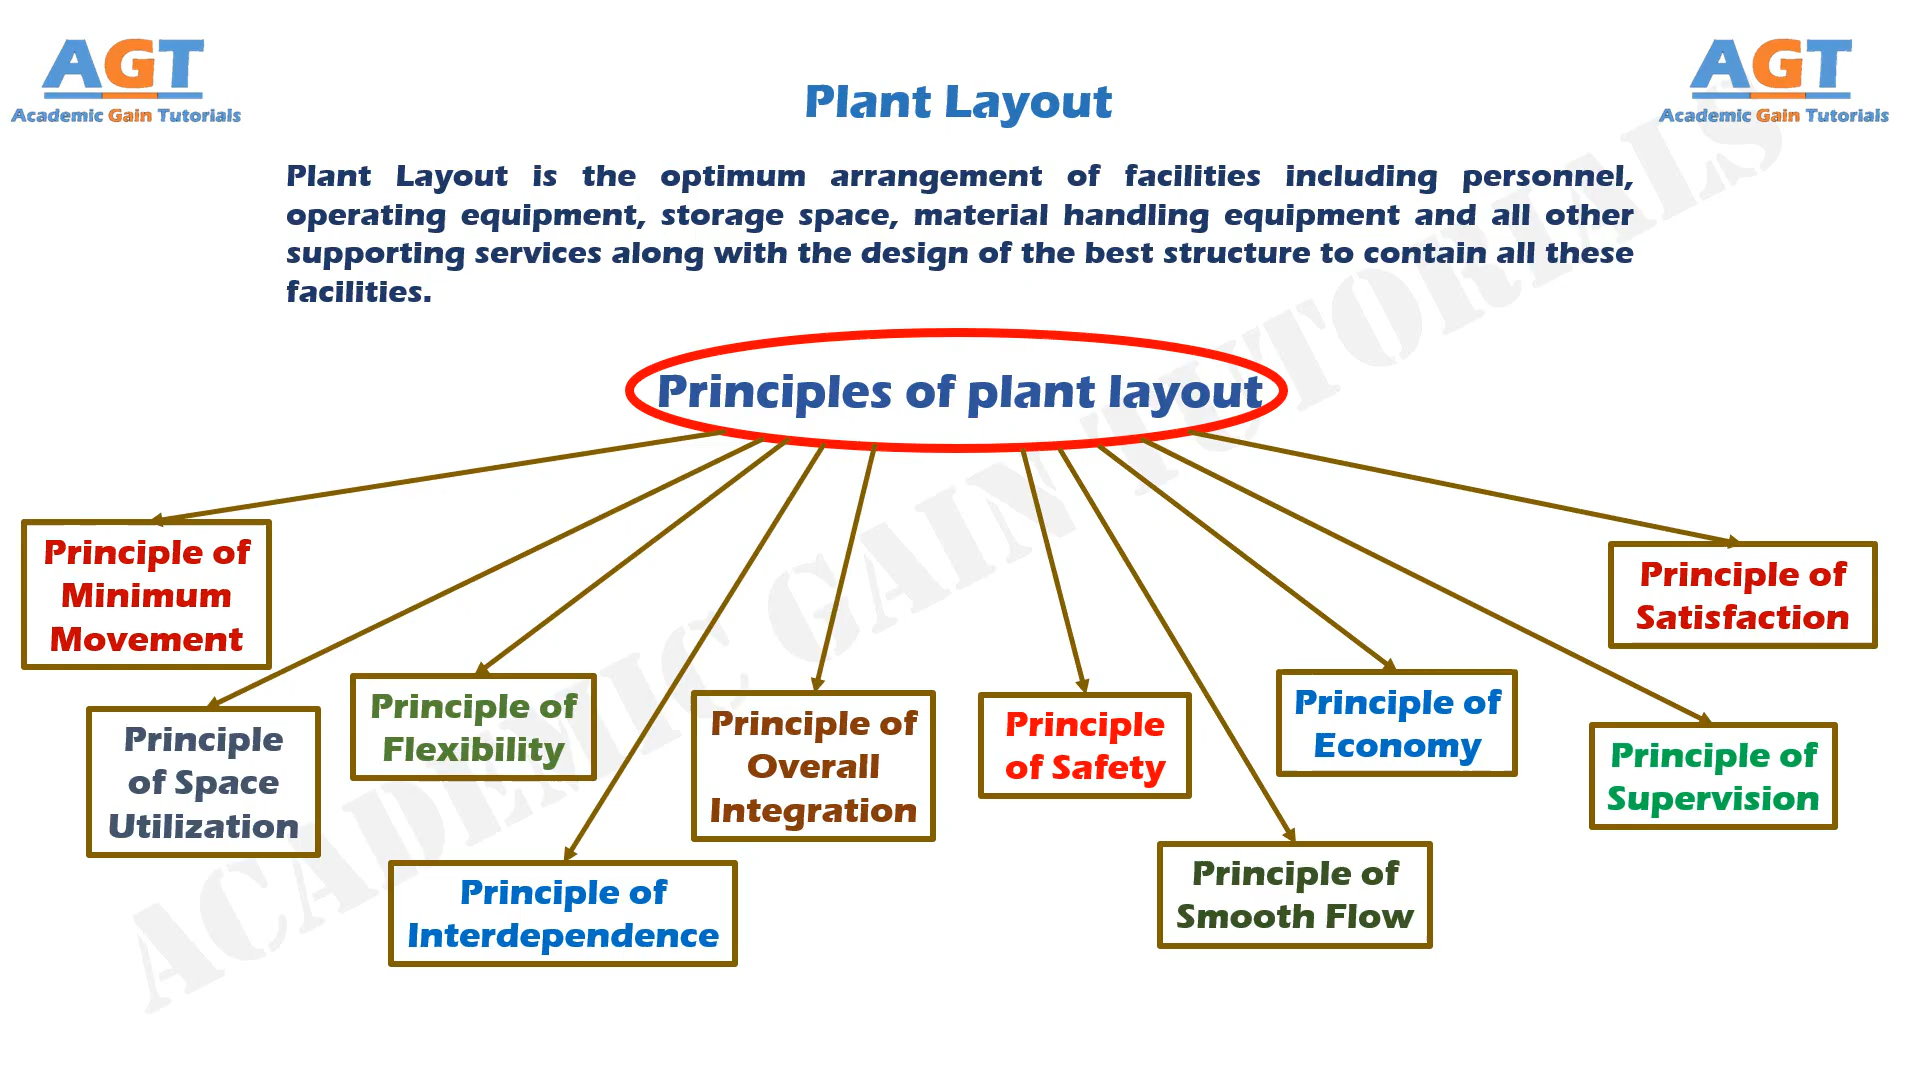 AGT
Academic Gain Tutorials
AGT
Academic Gain Tutorials
Plant Layout
Plant Layout is the optimum arrangement of facilities including personnel,
operating equipment, storage space, material handling equipment and all other
supporting services along with the design of the best structure to contain all these
facilities.
Principles of plant layout
Principle of
Minimum
Movement
Principle
of Space
Utilization
Principle of
Flexibility
Principle of
Interdependence
Principle of
Overall
Integration
Principle
of Safety
Principle of
Smooth Flow
Principle of
Economy
Principle of
Supervision
Principle of
Satisfaction
ACADEMIC GAIN TUTORIALS